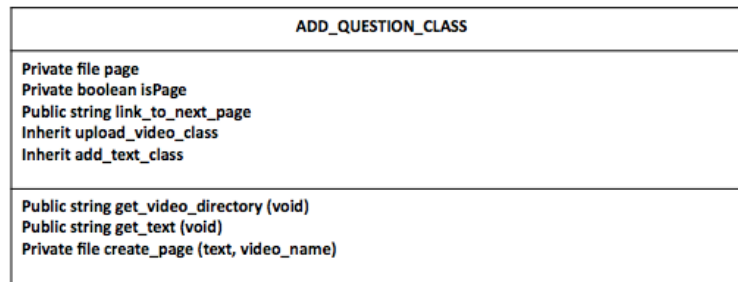 ADD_QUESTION_CLASS
Private file page
Private boolean isPage
Public string link_to_next_page
Inherit upload_video_class
Inherit add_text_class
Public string get_video_directory (void)
Public string get_text (void)
Private file create_page (text, video_name)